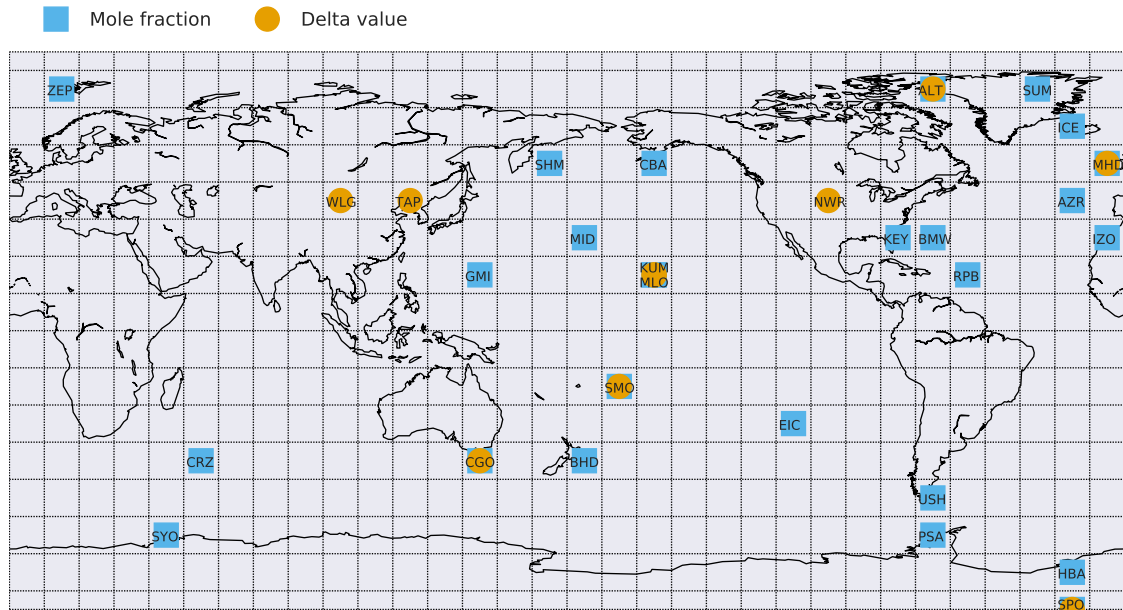 Mole fraction
Delta value
ZEP
ALT
SUM
ICE
SHM
CBA
MHD
WLG
TAP
NWR
AZR
MID
KEY
BMW
IZO
GMI
KUM
MLO
RPB
SMO
EIC
CRZ
CGO
BHD
USH
SYO
PSA
HBA
SPO